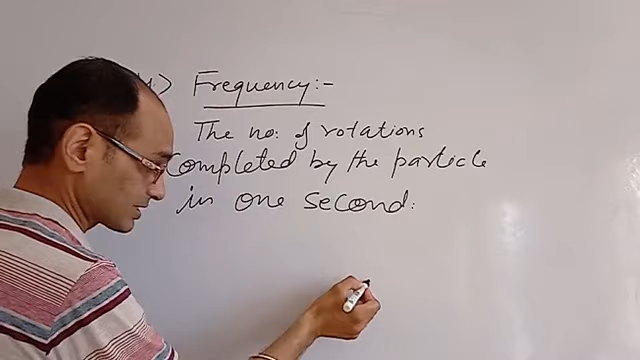 Frequency:-
The no: of rotations
Completed by the particle
in one second.